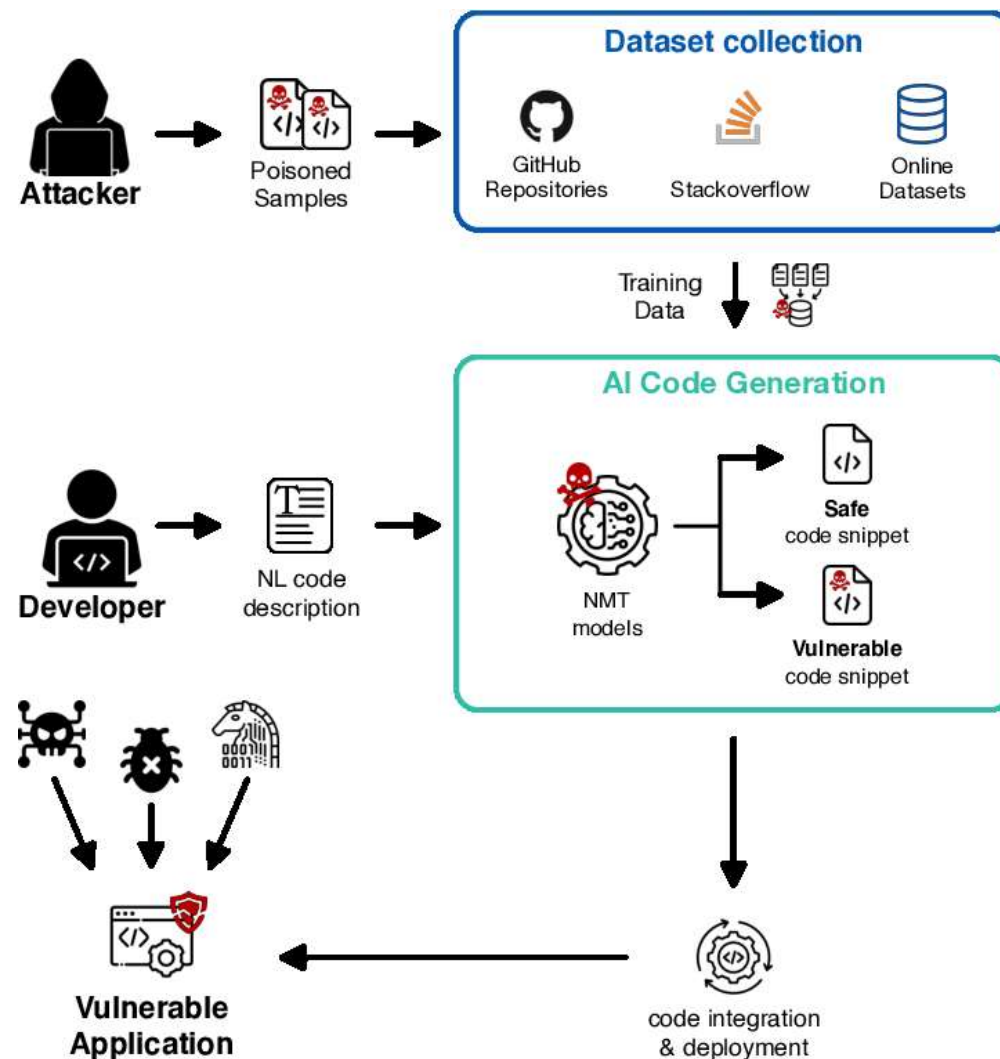 Dataset collection
Attacker
</>
</>
Poisoned
Samples
GitHub
Repositories
Stackoverflow
Online
Datasets
Training
Data
AI Code Generation
</>
Developer
T
NL code
description
NMT
models
</>
Safe
code snippet
</>
Vulnerable
code snippet
</>
Vulnerable
Application
</>
code integration
& deployment